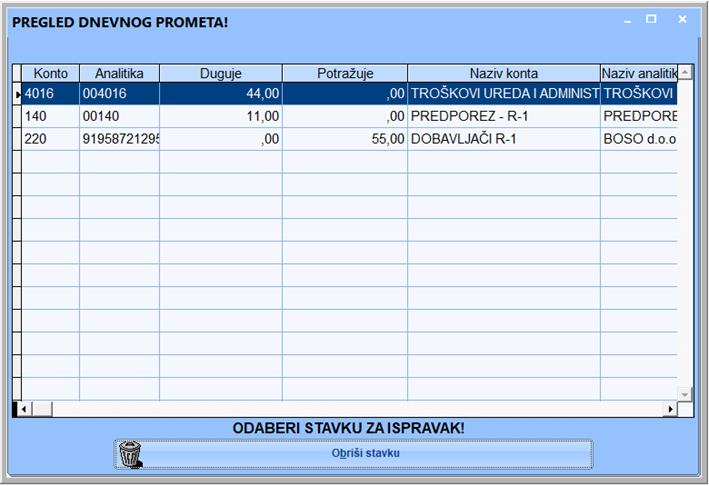 PREGLED DNEVNOG PROMETA!
Konto Analitika Duguje Potražuje Naziv konta Naziv analitik
4016 004016 44,00 ,00 TROŠKOVI UREDA I ADMINIST TROŠKOVI
140 00140 11,00 ,00 PREDPOREZ - R-1 PREDPORE
220 91958721295 ,00 55,00 DOBAVLJAČI R-1 BOSO d.o.o
ODABERI STAVKU ZA ISPRAVAK!
Obriši stavku